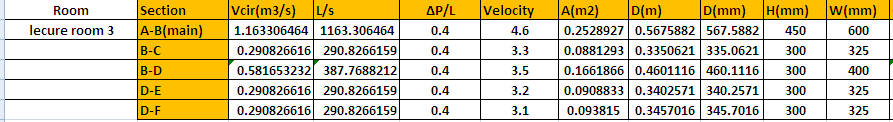 Room Section Vcir(m3/s) L/s ΔP/L Velocity A(m2) D(m) D(mm) H(mm) W(mm)
lecure room 3 A-B(main) 1.163306464 1163.306464 0.4 4.6 0.2528927 0.5675882 567.5882 450 600
B-C 0.290826616 290.8266159 0.4 3.3 0.0881293 0.3350621 335.0621 300 325
B-D 0.581653232 387.7688212 0.4 3.5 0.1661866 0.4601116 460.1116 300 400
D-E 0.290826616 290.8266159 0.4 3.2 0.0908833 0.3402571 340.2571 300 325
D-F 0.290826616 290.8266159 0.4 3.1 0.093815 0.3457016 345.7016 300 325